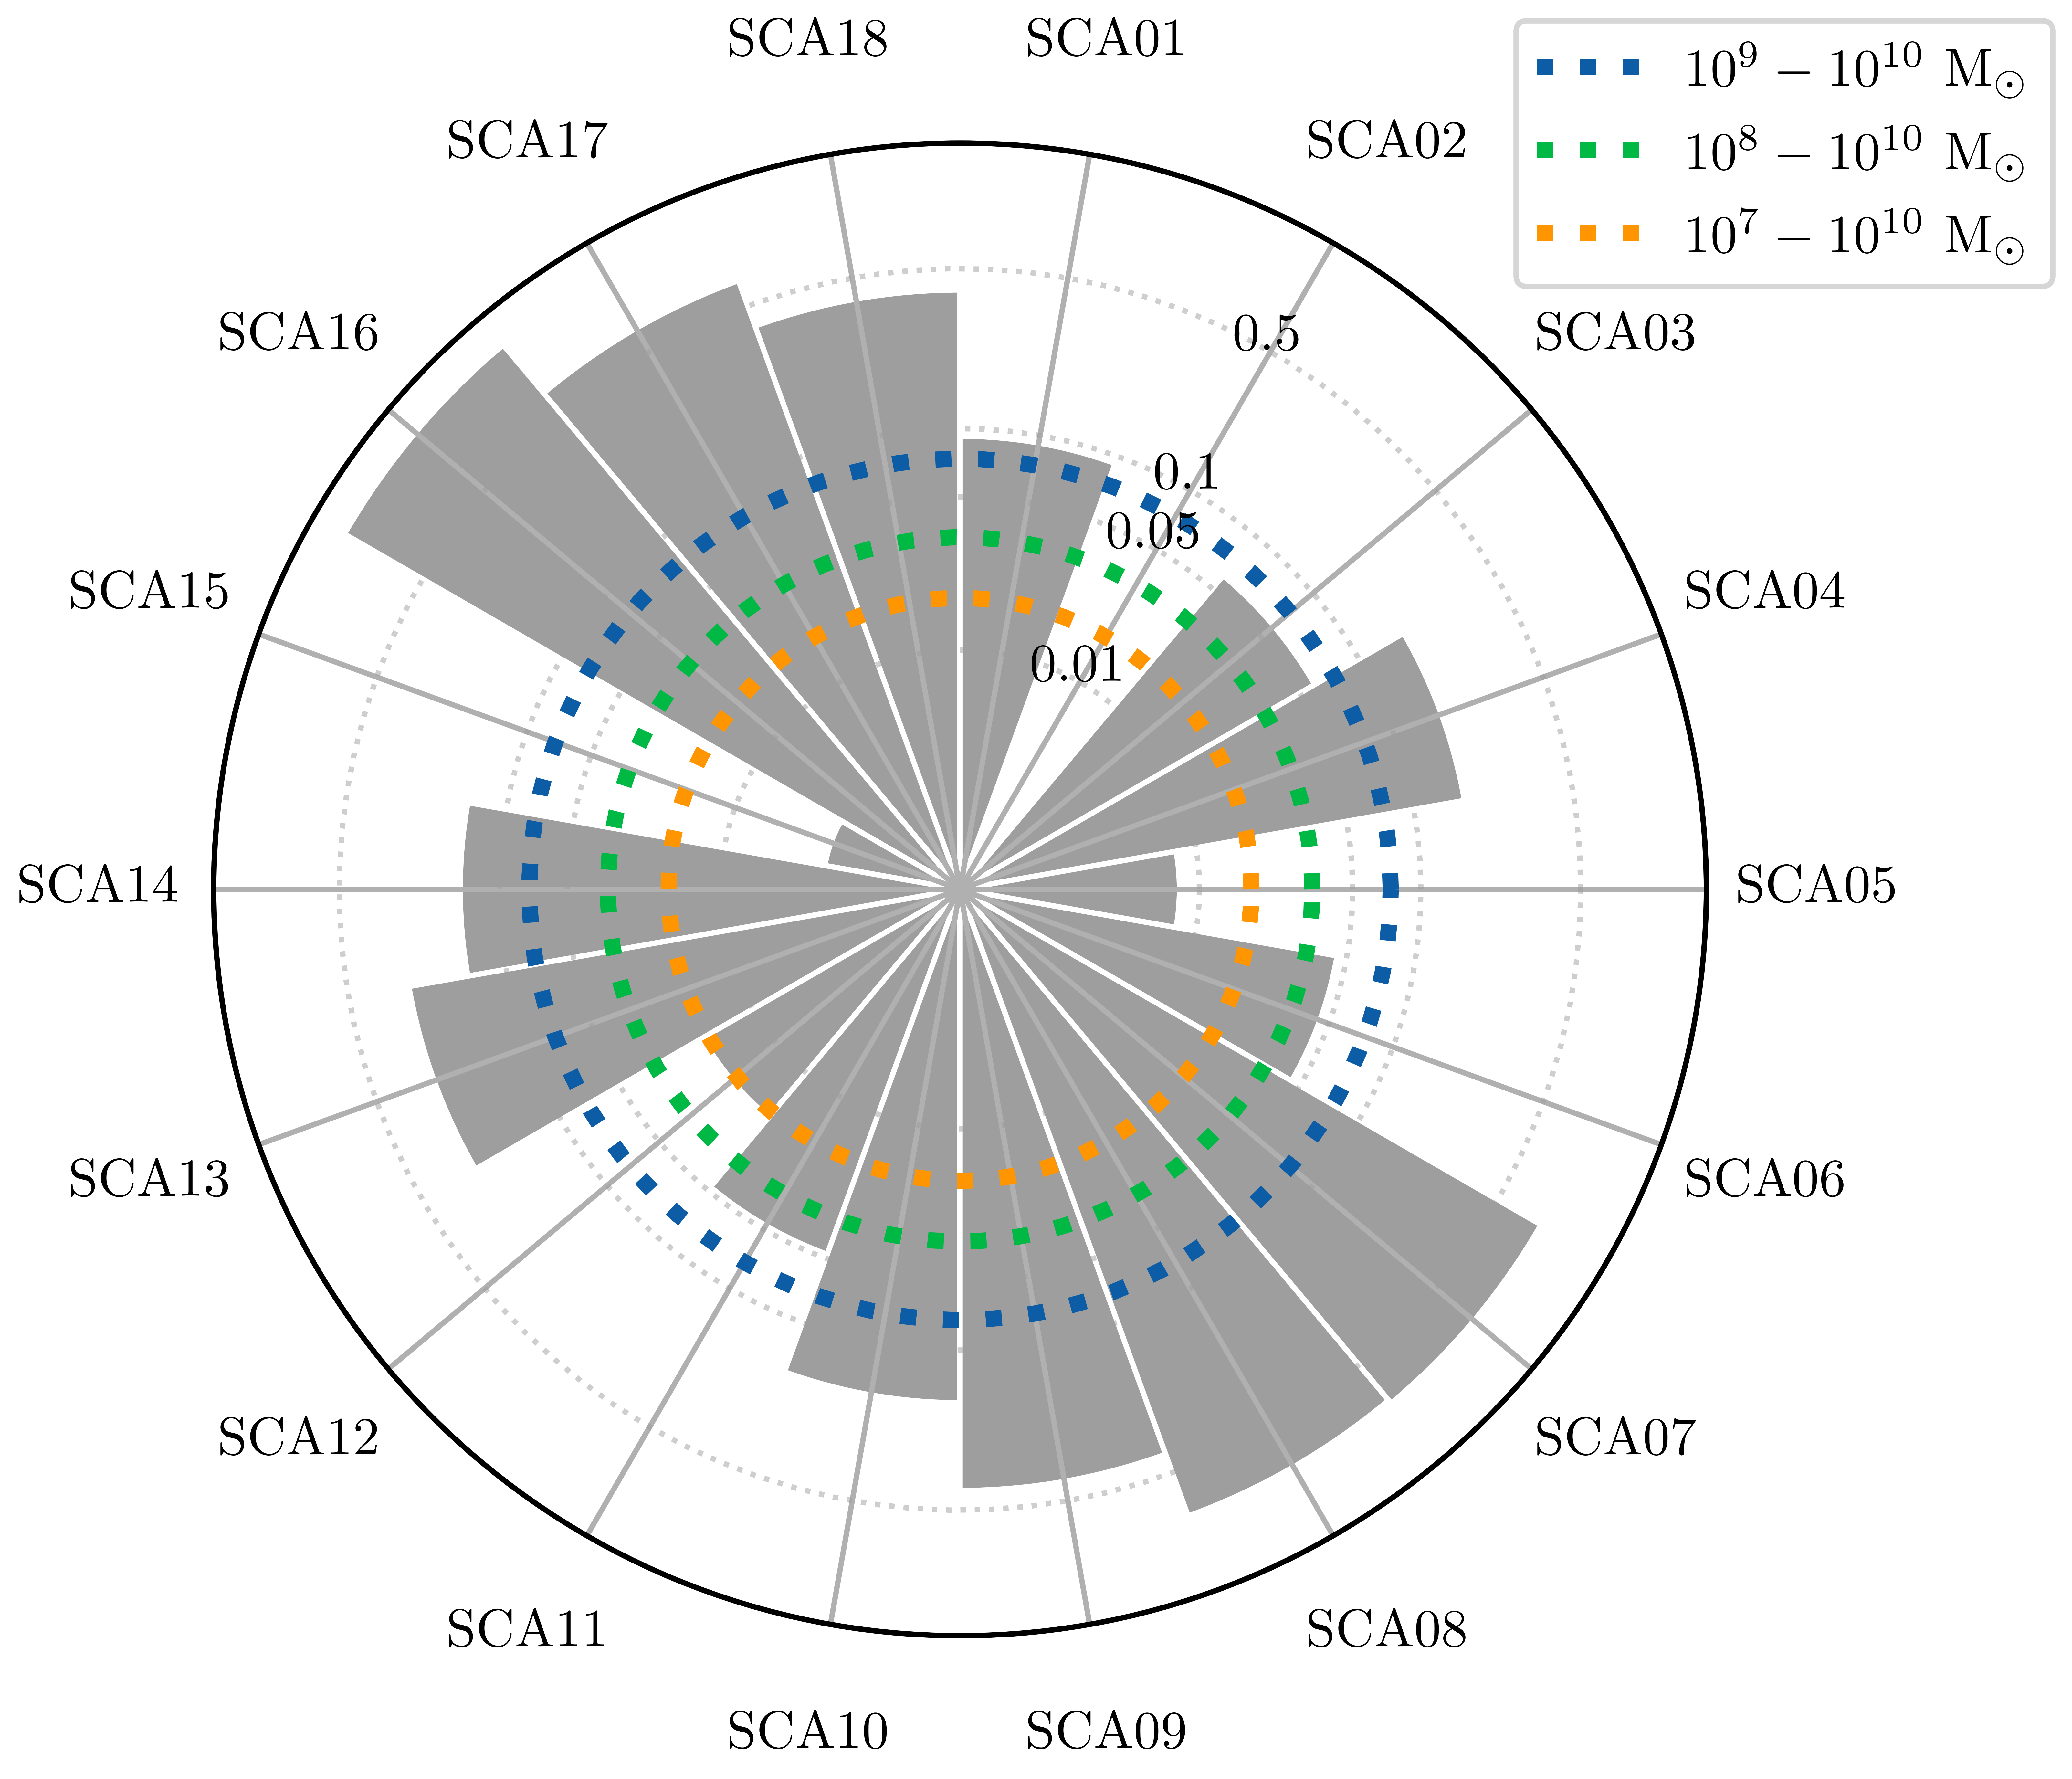 SCA18 SCA01
10⁹ − 10¹⁰ M☉
SCA17 SCA02
10⁸ − 10¹⁰ M☉
10⁷ − 10¹⁰ M☉
SCA16 0.5 SCA03
0.1
0.05
SCA15 SCA04
0.01
SCA14 SCA05
SCA13 SCA06
SCA12 SCA07
SCA11 SCA08
SCA10 SCA09